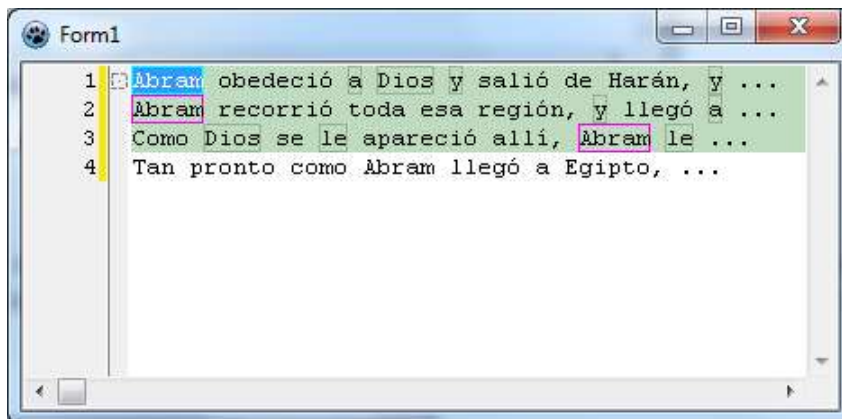 Form1
1 Abram obedeció a Dios y salió de Harán, y ...
2 Abram recorrió toda esa región, y llegó a ...
3 Como Dios se le apareció allí, Abram le ...
4 Tan pronto como Abram llegó a Egipto, ...